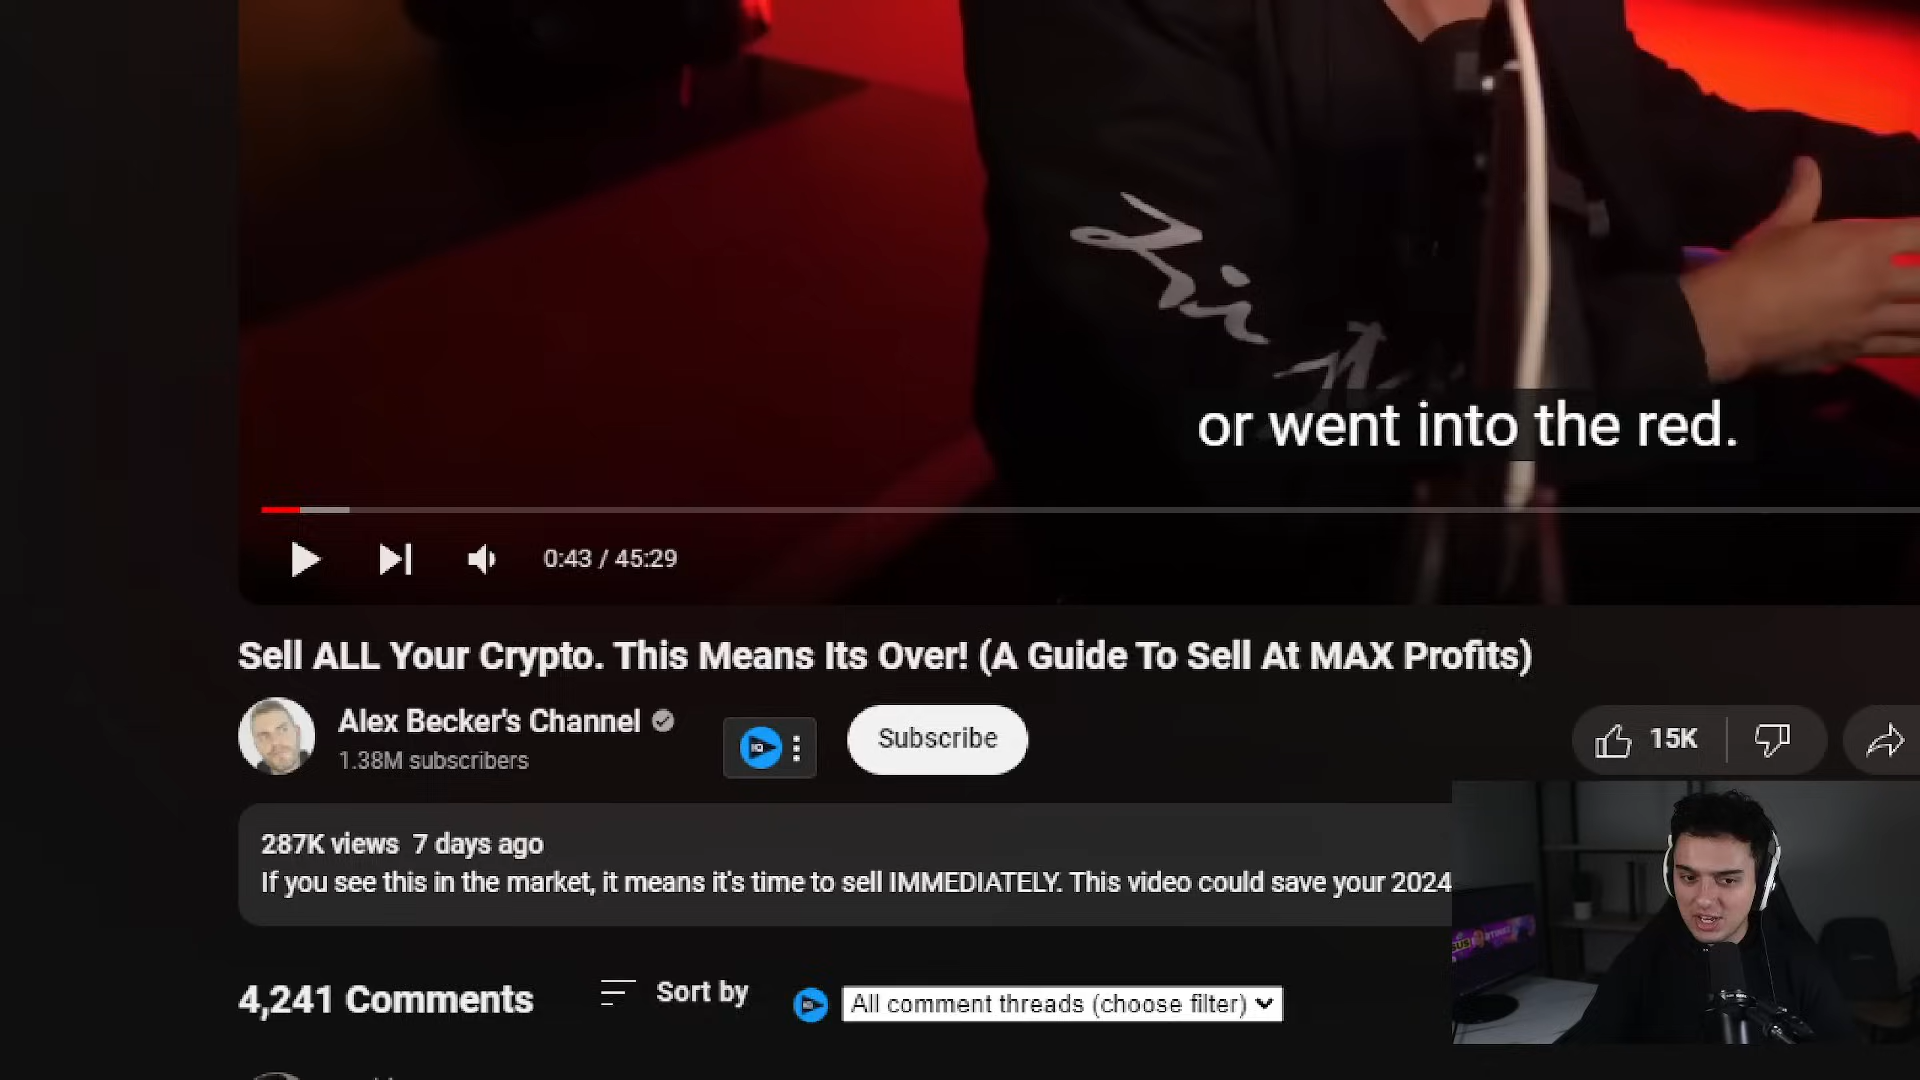 or went into the red.
0:43 / 45:29
Sell ALL Your Crypto. This Means Its Over! (A Guide To Sell At MAX Profits)
Alex Becker's Channel
1.38M subscribers
Subscribe
15K
287K views 7 days ago
If you see this in the market, it means it's time to sell IMMEDIATELY. This video could save your 2024
4,241 Comments
Sort by
All comment threads (choose filter)